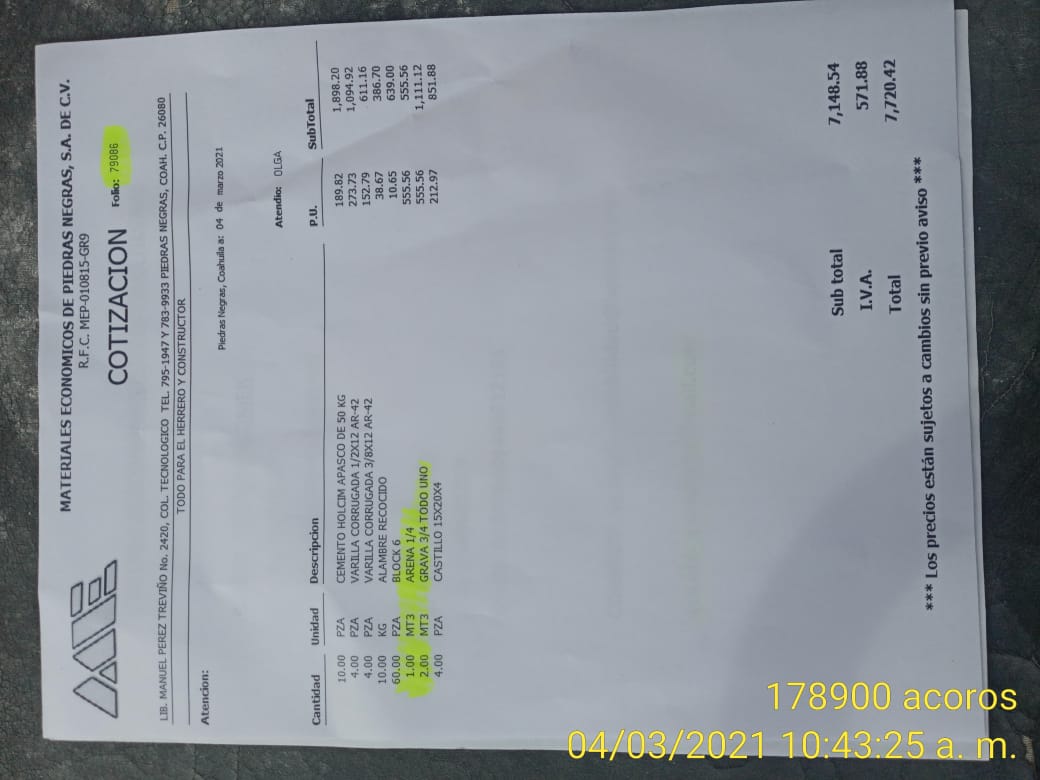 MATERIALES ECONOMICOS DE PIEDRAS NEGRAS, S.A. DE C.V.
R.F.C. MEP-010815-GR9
COTIZACION Folio: 79086
LIB. MANUEL PEREZ TREVIÑO No. 2420, COL. TECNOLOGICO TEL. 795-1947 Y 783-9933 PIEDRAS NEGRAS, COAH. C.P. 26080
TODO PARA EL HERRERO Y CONSTRUCTOR
Atencion:
Piedras Negras, Coahuila a: 04 de marzo 2021
Atendio: OLGA
Cantidad Unidad Descripcion P.U. SubTotal
10.00 PZA CEMENTO HOLCIM APASCO DE 50 KG 189.82 1,898.20
4.00 PZA VARILLA CORRUGADA 1/2X12 AR-42 273.73 1,094.92
4.00 PZA VARILLA CORRUGADA 3/8X12 AR-42 152.79 611.16
10.00 KG ALAMBRE RECOCIDO 38.67 386.70
60.00 PZA BLOCK 6 10.65 639.00
1.00 MT3 ARENA 1/4 555.56 555.56
2.00 MT3 GRAVA 3/4 TODO UNO 555.56 1,111.12
4.00 PZA CASTILLO 15X20X4 212.97 851.88
Sub total 7,148.54
I.V.A. 571.88
Total 7,720.42
*** Los precios están sujetos a cambios sin previo aviso ***
178900 acoros
04/03/2021 10:43:25 a.m.